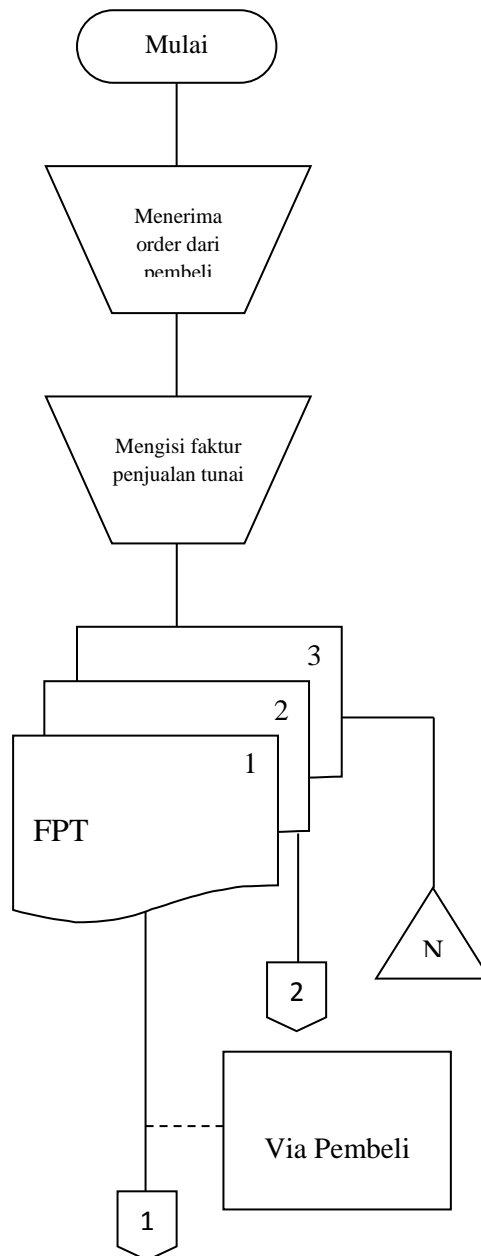 Mulai
Menerima
order dari
pembeli
Mengisi faktur
penjualan tunai
3
2
1
FPT
N
2
Via Pembeli
1